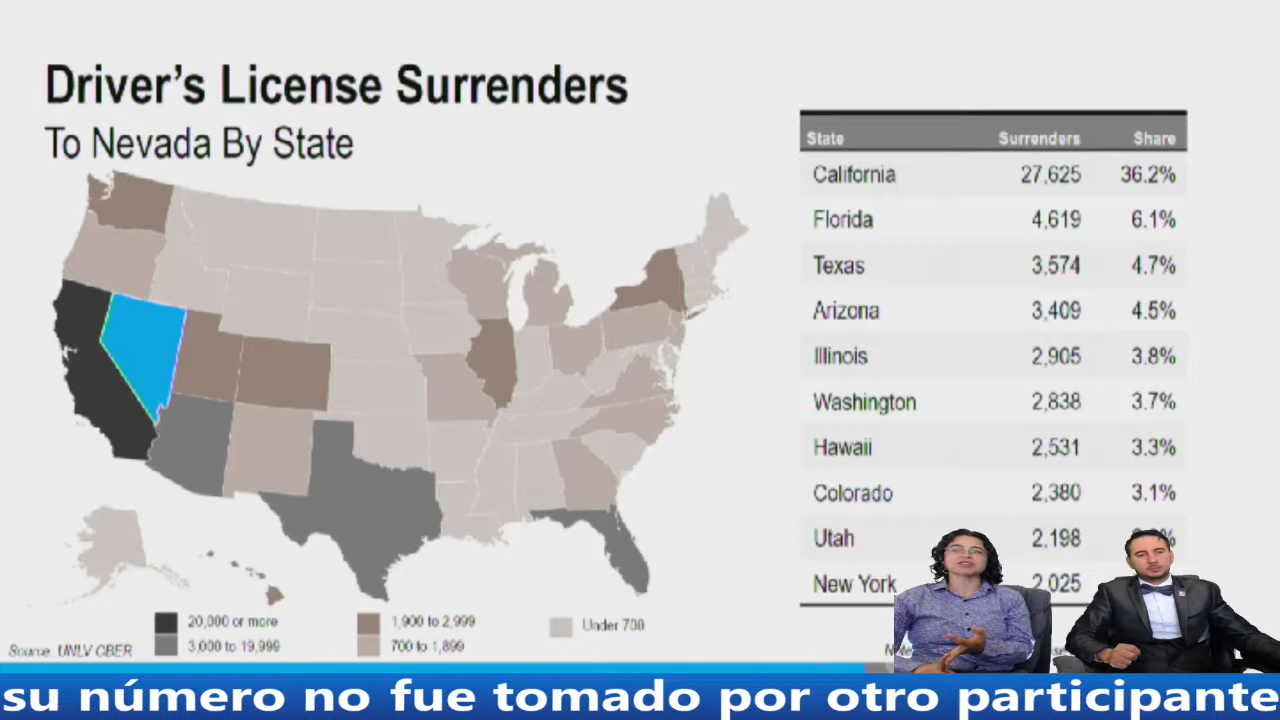 Driver's License Surrenders
To Nevada By State
State Surrenders Share
California 27,625 36.2%
Florida 4,619 6.1%
Texas 3,574 4.7%
Arizona 3,409 4.5%
Illinois 2,905 3.8%
Washington 2,838 3.7%
Hawaii 2,531 3.3%
Colorado 2,380 3.1%
Utah 2,198
New York 2,025
20,000 or more
3,000 to 19,999
1,900 to 2,999
700 to 1,899
Under 700
Source: UNLV CBER
su número no fue tomado por otro participante